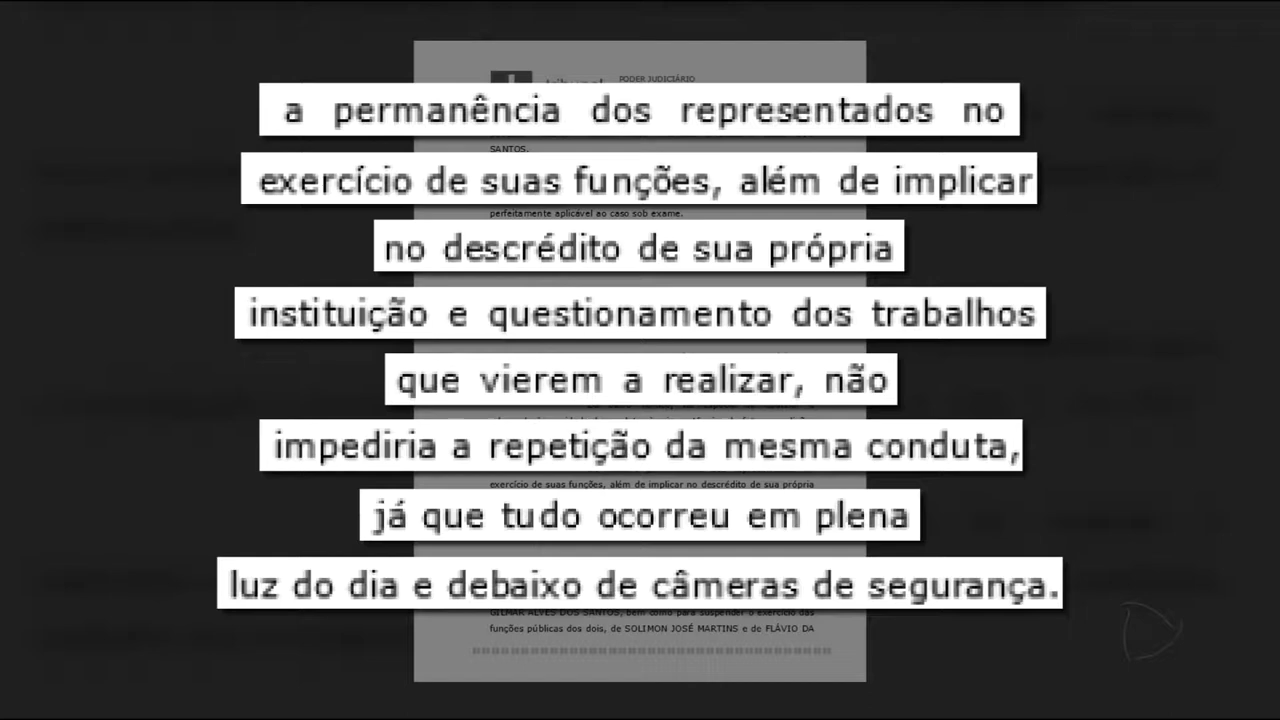 PODER JUDICIÁRIO
tribunal
a permanência dos representados no
SANTOS.
exercício de suas funções, além de implicar
perfeitamente aplicável ao caso sob exame.
no descrédito de sua própria
instituição e questionamento dos trabalhos
que vierem a realizar, não
impediria a repetição da mesma conduta,
exercício de suas funções, além de implicar no descrédito de sua própria
já que tudo ocorreu em plena
luz do dia e debaixo de câmeras de segurança.
GILMAR ALVES DOS SANTOS, bem como para suspender o exercício das
funções públicas dos dois, de SOLIMON JOSÉ MARTINS e de FLÁVIO DA